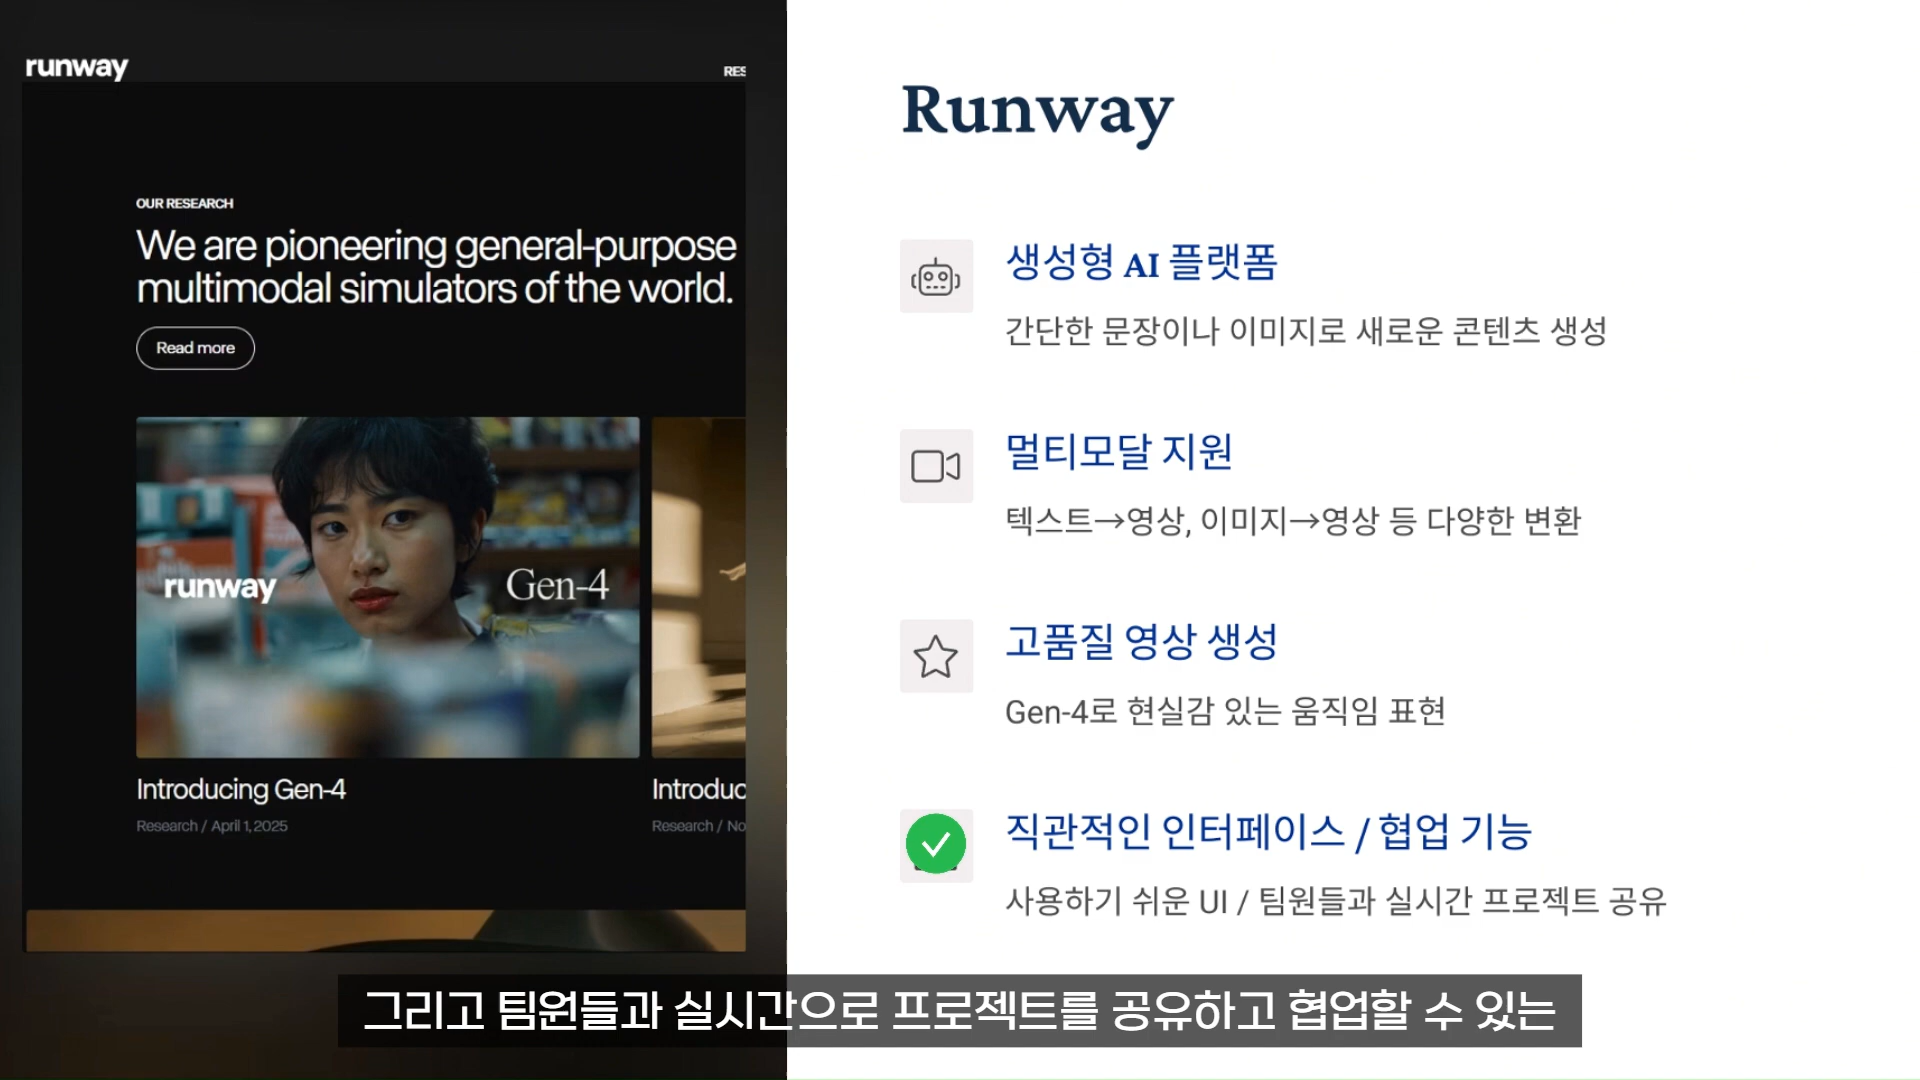 runway
RES
OUR RESEARCH
We are pioneering general-purpose
multimodal simulators of the world.
Read more
runway
Gen-4
Introducing Gen-4
Research / April 1, 2025
Introduc
Research / No
Runway
생성형 AI 플랫폼
간단한 문장이나 이미지로 새로운 콘텐츠 생성
멀티모달 지원
텍스트→영상, 이미지→영상 등 다양한 변환
고품질 영상 생성
Gen-4로 현실감 있는 움직임 표현
직관적인 인터페이스 / 협업 기능
사용하기 쉬운 UI / 팀원들과 실시간 프로젝트 공유
그리고 팀원들과 실시간으로 프로젝트를 공유하고 협업할 수 있는